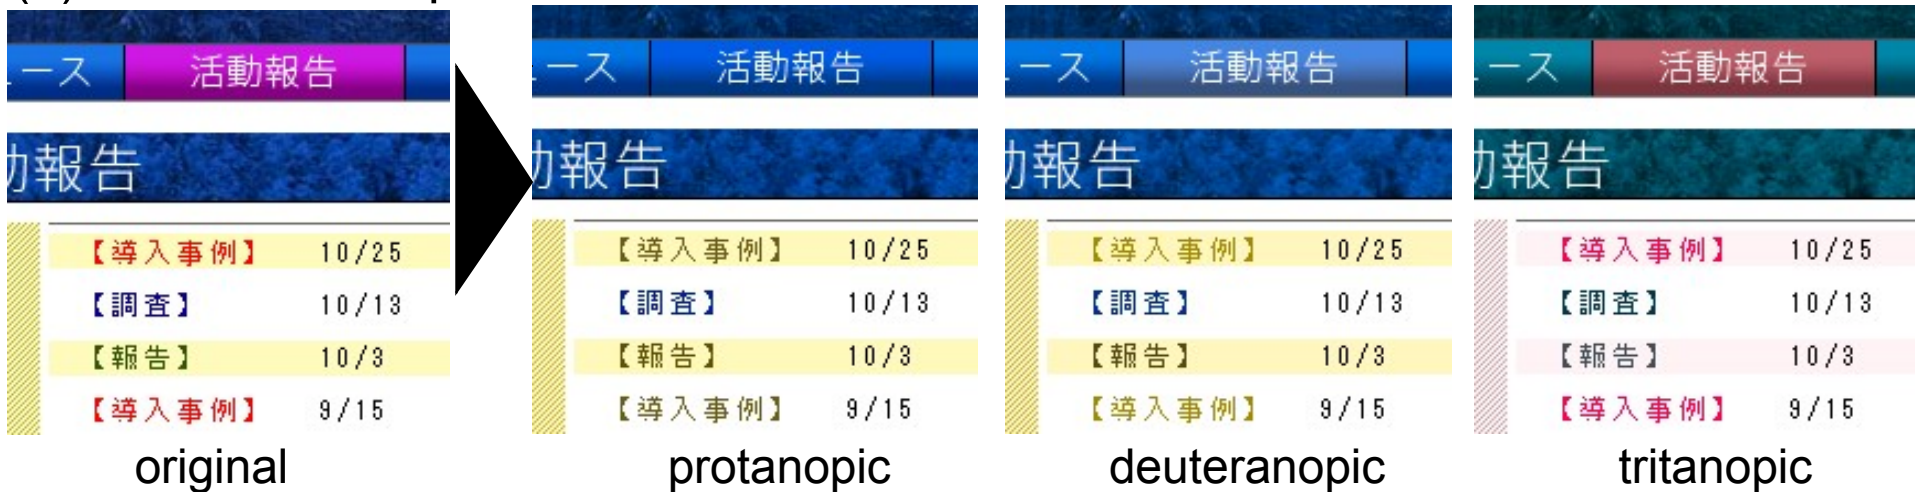 ース 活動報告
動報告
【導入事例】 10/25
【調査】 10/13
【報告】 10/3
【導入事例】 9/15
original
ース 活動報告
動報告
【導入事例】 10/25
【調査】 10/13
【報告】 10/3
【導入事例】 9/15
protanopic
ュース 活動報告
動報告
【導入事例】 10/25
【調査】 10/13
【報告】 10/3
【導入事例】 9/15
deuteranopic
ース 活動報告
動報告
【導入事例】 10/25
【調査】 10/13
【報告】 10/3
【導入事例】 9/15
tritanopic